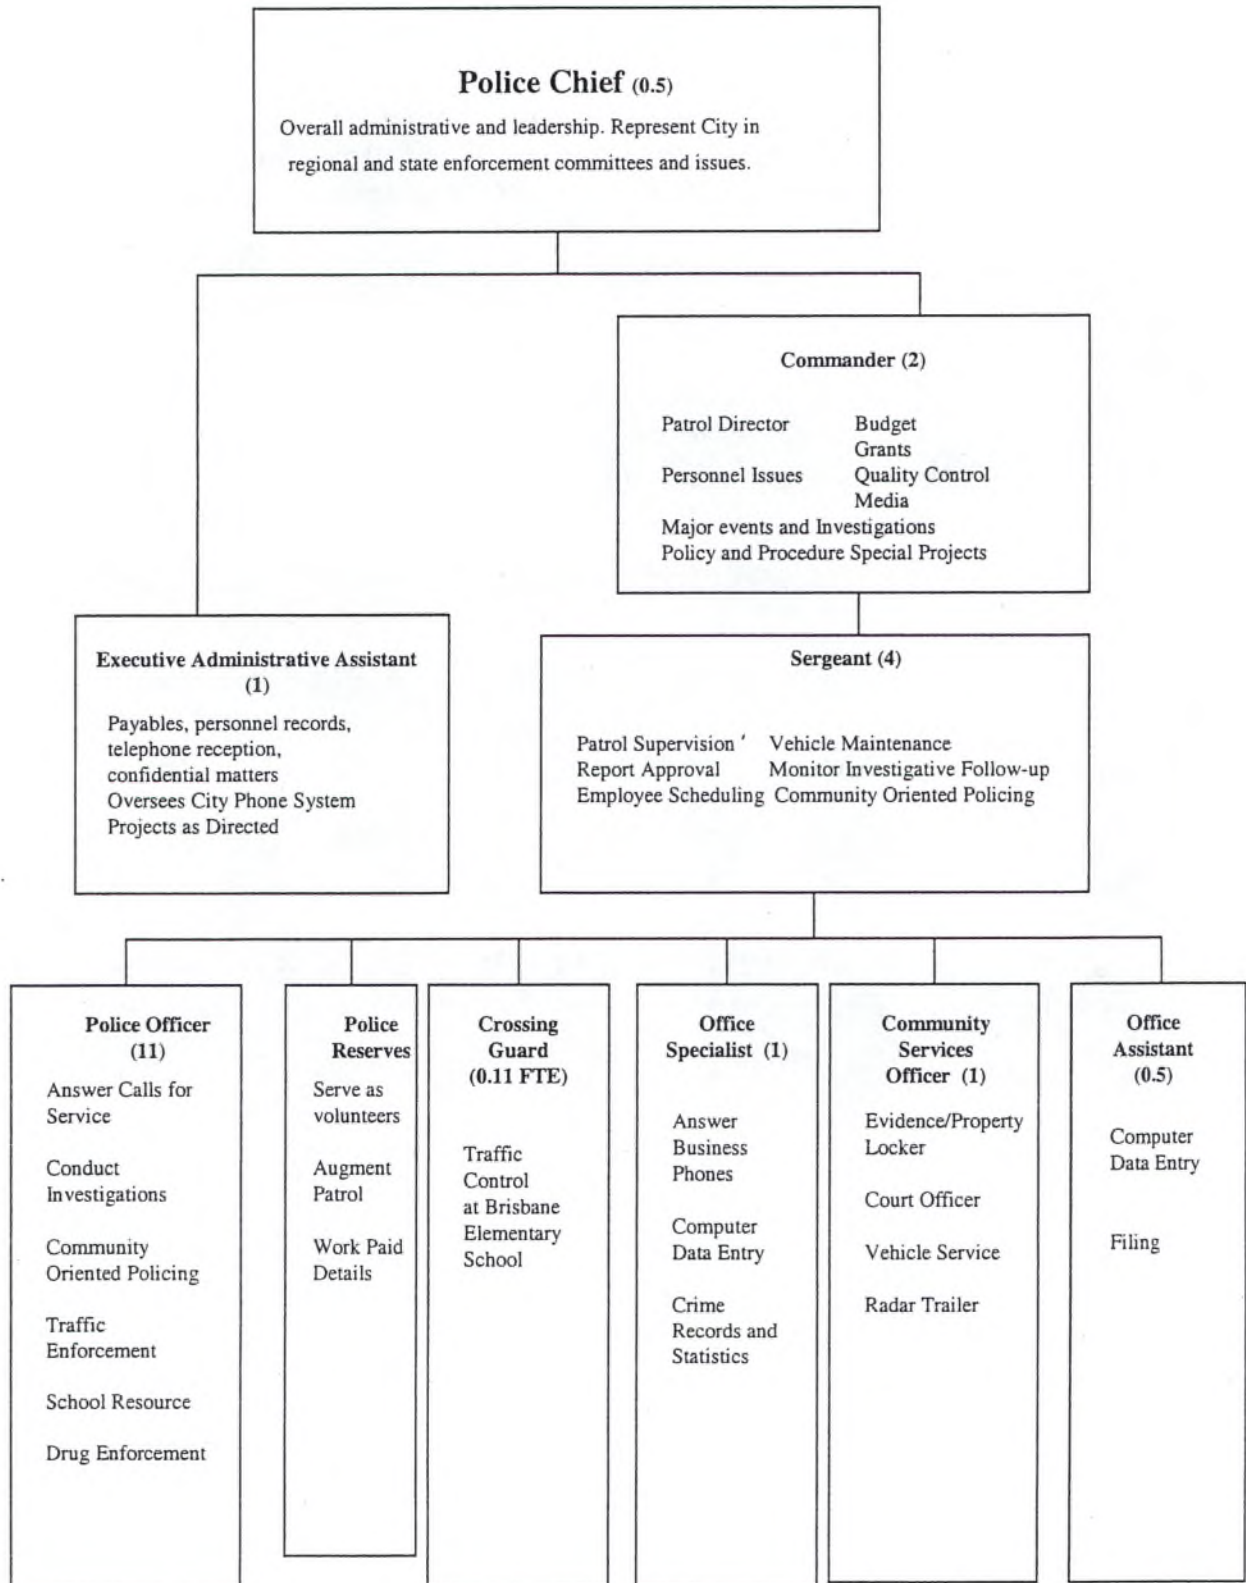 Police Chief (0.5)
Overall administrative and leadership. Represent City in
regional and state enforcement committees and issues.
Commander (2)
Patrol Director Budget
Grants
Personnel Issues Quality Control
Media
Major events and Investigations
Policy and Procedure Special Projects
Executive Administrative Assistant
(1)
Payables, personnel records,
telephone reception,
confidential matters
Oversees City Phone System
Projects as Directed
Sergeant (4)
Patrol Supervision Vehicle Maintenance
Report Approval Monitor Investigative Follow-up
Employee Scheduling Community Oriented Policing
Police Officer
(11)
Answer Calls for
Service
Conduct
Investigations
Community
Oriented Policing
Traffic
Enforcement
School Resource
Drug Enforcement
Police
Reserves
Serve as
volunteers
Augment
Patrol
Work Paid
Details
Crossing
Guard
(0.11 FTE)
Traffic
Control
at Brisbane
Elementary
School
Office
Specialist (1)
Answer
Business
Phones
Computer
Data Entry
Crime
Records and
Statistics
Community
Services
Officer (1)
Evidence/Property
Locker
Court Officer
Vehicle Service
Radar Trailer
Office
Assistant
(0.5)
Computer
Data Entry
Filing